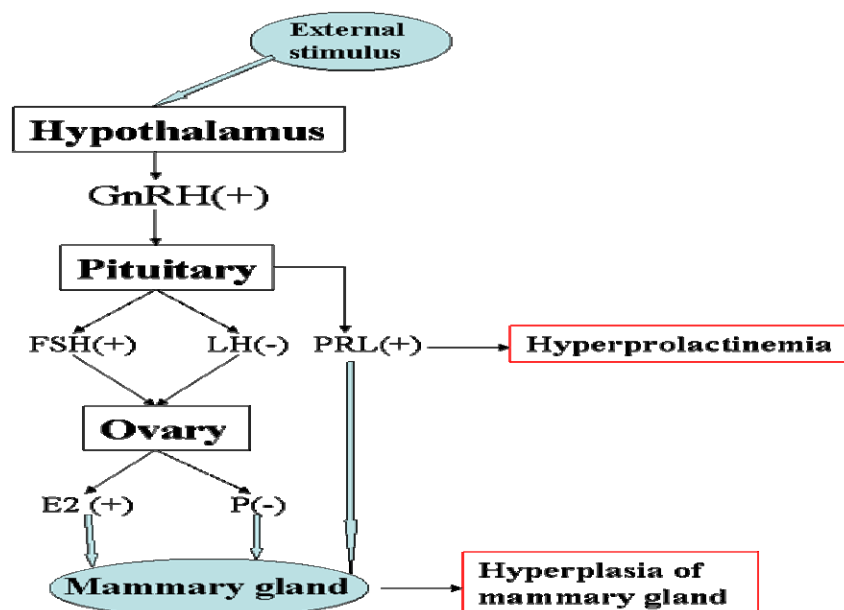 External
stimulus
Hypothalamus
GnRH(+)
Pituitary
FSH(+) LH(-) PRL(+) Hyperprolactinemia
Ovary
E2 (+) P(-)
Mammary gland
Hyperplasia of
mammary gland